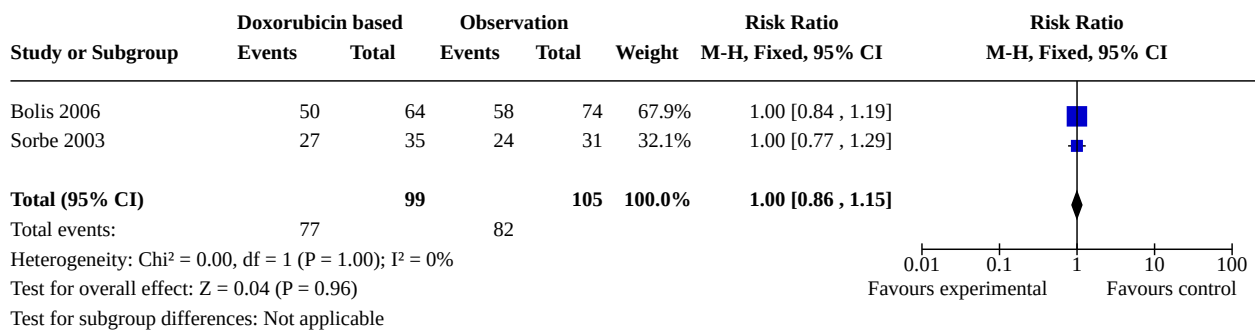 Doxorubicin based Observation Risk Ratio Risk Ratio
Study or Subgroup Events Total Events Total Weight M-H, Fixed, 95% CI M-H, Fixed, 95% CI
Bolis 2006 50 64 58 74 67.9% 1.00 [0.84 , 1.19]
Sorbe 2003 27 35 24 31 32.1% 1.00 [0.77 , 1.29]
Total (95% CI) 99 105 100.0% 1.00 [0.86 , 1.15]
Total events: 77 82
Heterogeneity: Chi² = 0.00, df = 1 (P = 1.00); I² = 0%
0.01 0.1 1 10 100
Test for overall effect: Z = 0.04 (P = 0.96) Favours experimental Favours control
Test for subgroup differences: Not applicable